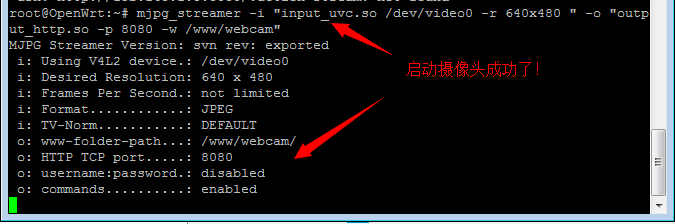 root@OpenWrt:~# mjpg_streamer -i "input_uvc.so /dev/video0 -r 640x480 " -o "outp
ut_http.so -p 8080 -w /www/webcam"
MJPG Streamer Version: svn rev: exported
i: Using V4L2 device.: /dev/video0
i: Desired Resolution: 640 x 480
i: Frames Per Second.: not limited
i: Format............: JPEG
i: TV-Norm...........: DEFAULT
o: www-folder-path...: /www/webcam/
o: HTTP TCP port.....: 8080
o: username:password.: disabled
o: commands..........: enabled
启动摄像头成功了!